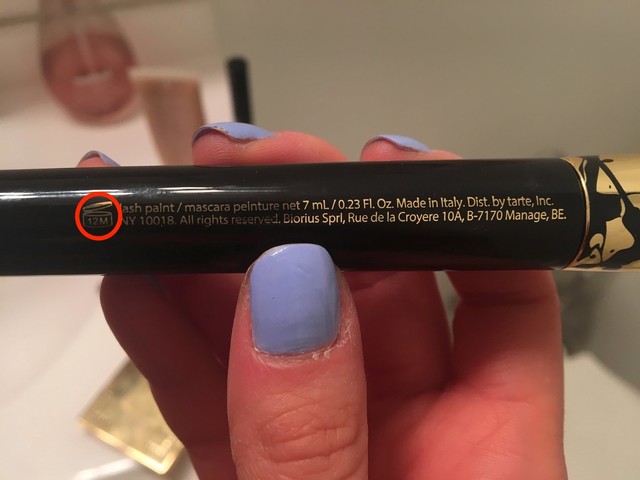 lash paint / mascara peinture net 7 mL / 0.23 Fl. Oz. Made in Italy. Dist. by tarte, Inc.
12M NY 10018. All rights reserved. Biorius Sprl, Rue de la Croyere 10A, B-7170 Manage, BE.